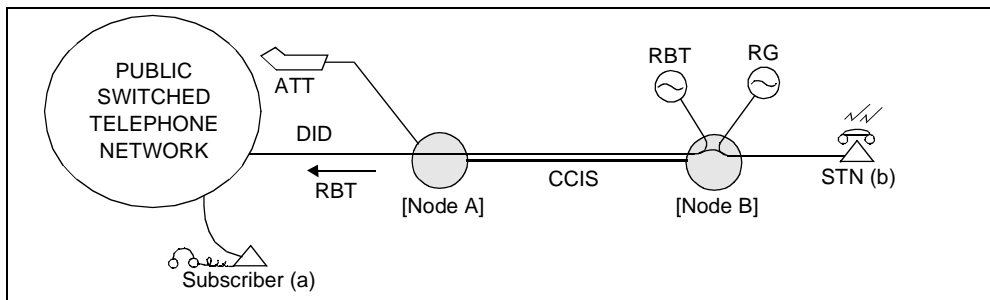 PUBLIC
SWITCHED
TELEPHONE
NETWORK
ATT
DID
RBT
[Node A]
CCIS
RBT
RG
[Node B]
STN (b)
Subscriber (a)